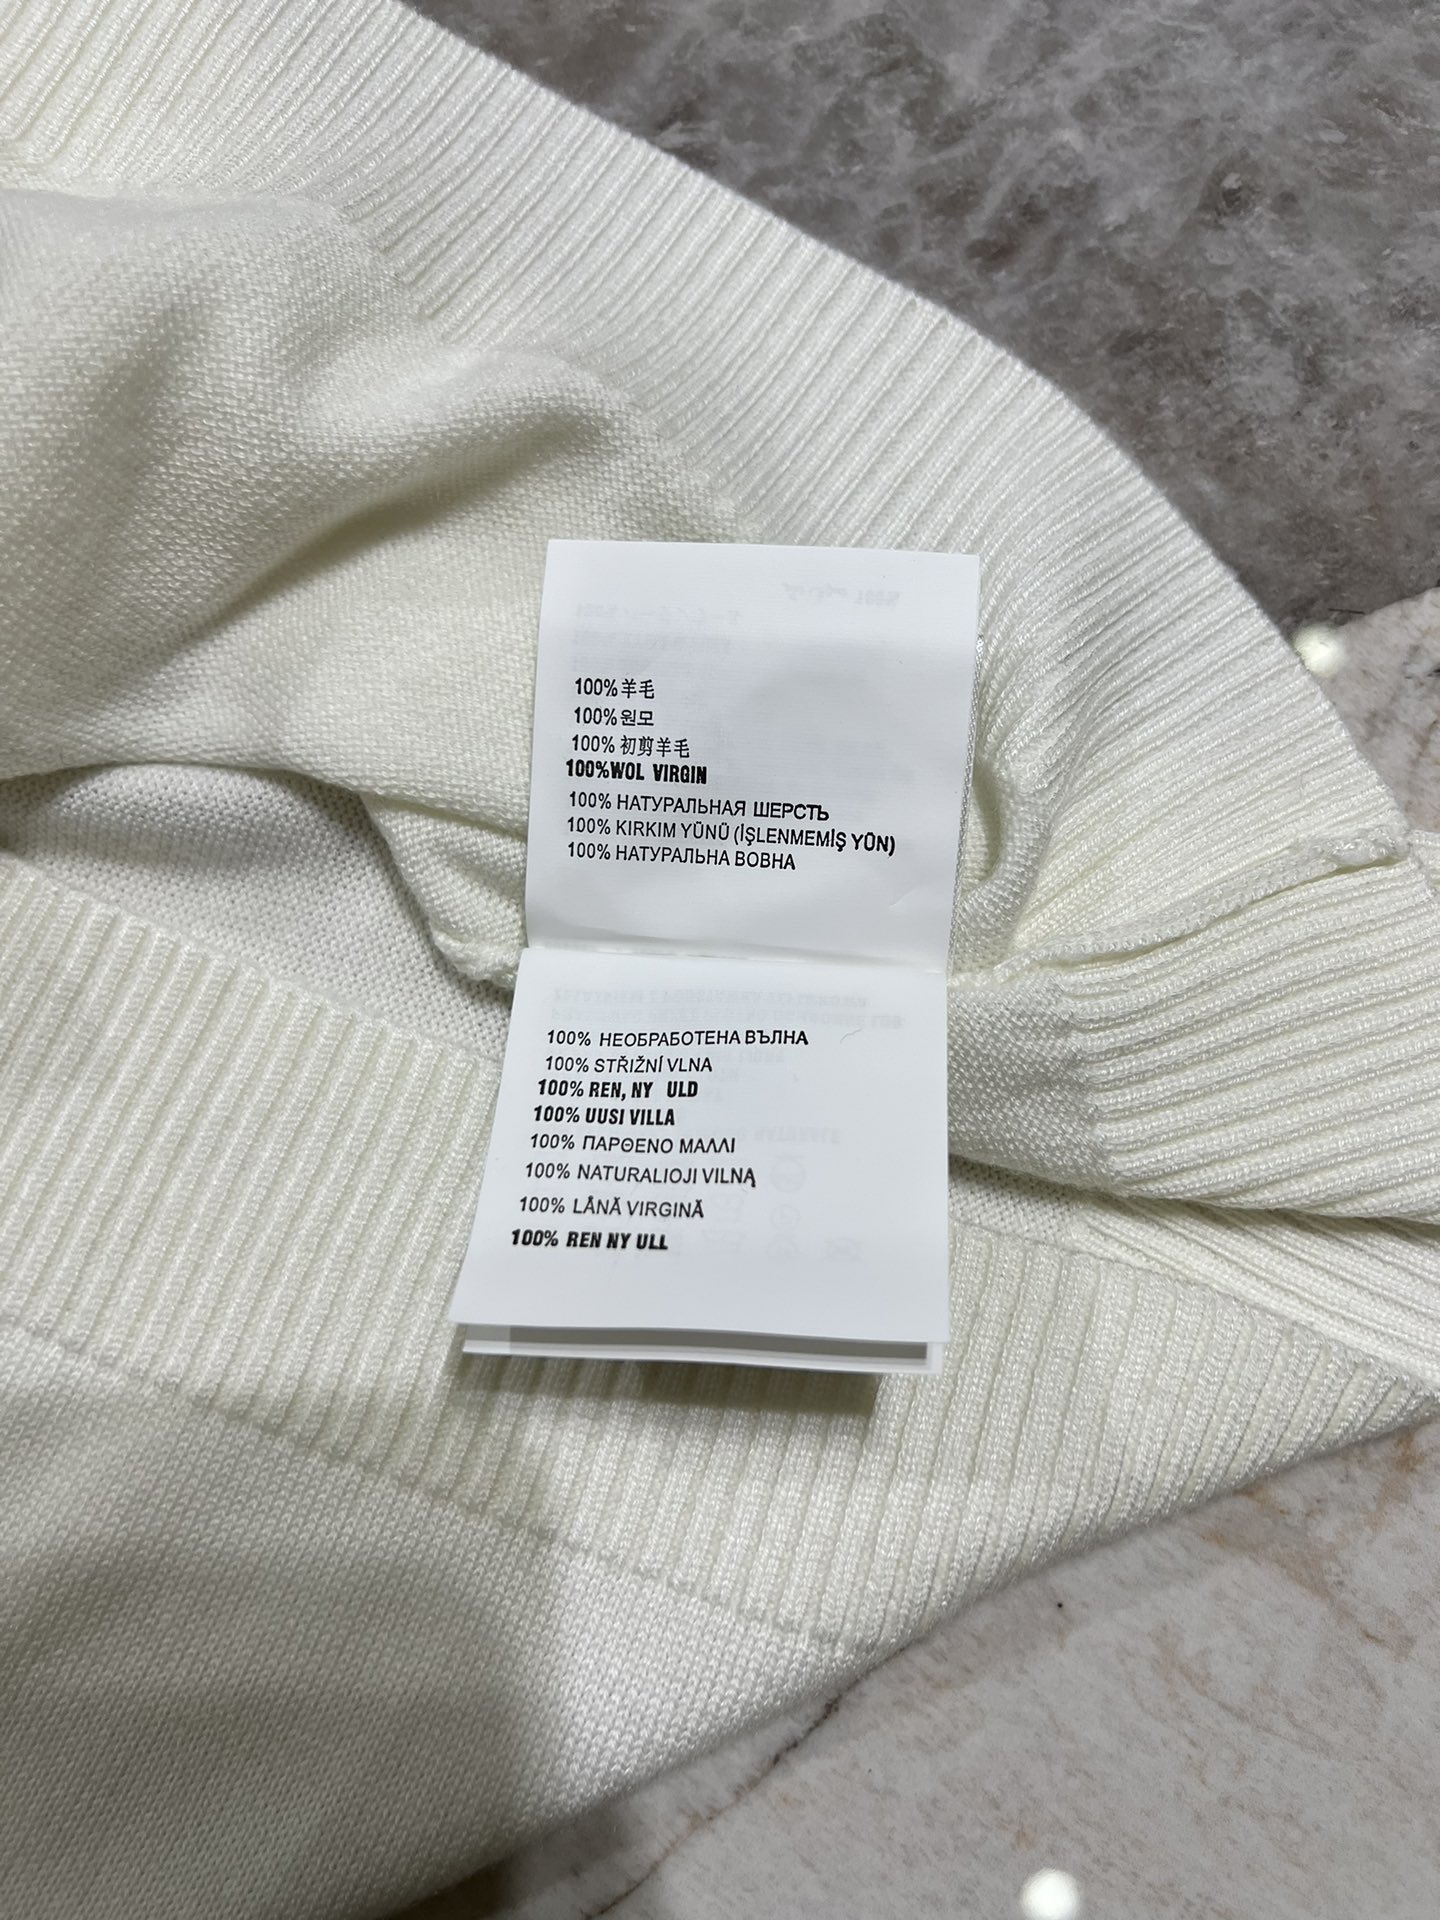 100% 羊毛
100% 원모
100% 初剪羊毛
100%WOL VIRGIN
100% НАТУРАЛЬНАЯ ШЕРСТЬ
100% KIRKIM YŪNŪ (İŞLENMEMİŞ YŪN)
100% НАТУРАЛЬНА ВОВНА
100% НЕОБРАБОТЕНА ВЪЛНА
100% STŘIŽNÍ VLNA
100% REN, NY ULD
100% UUSI VILLA
100% ΠΑΡΘΕΝΟ ΜΑΛΛΙ
100% NATURALIOJI VILNĄ
100% LÂNĂ VIRGINĂ
100% REN NY ULL